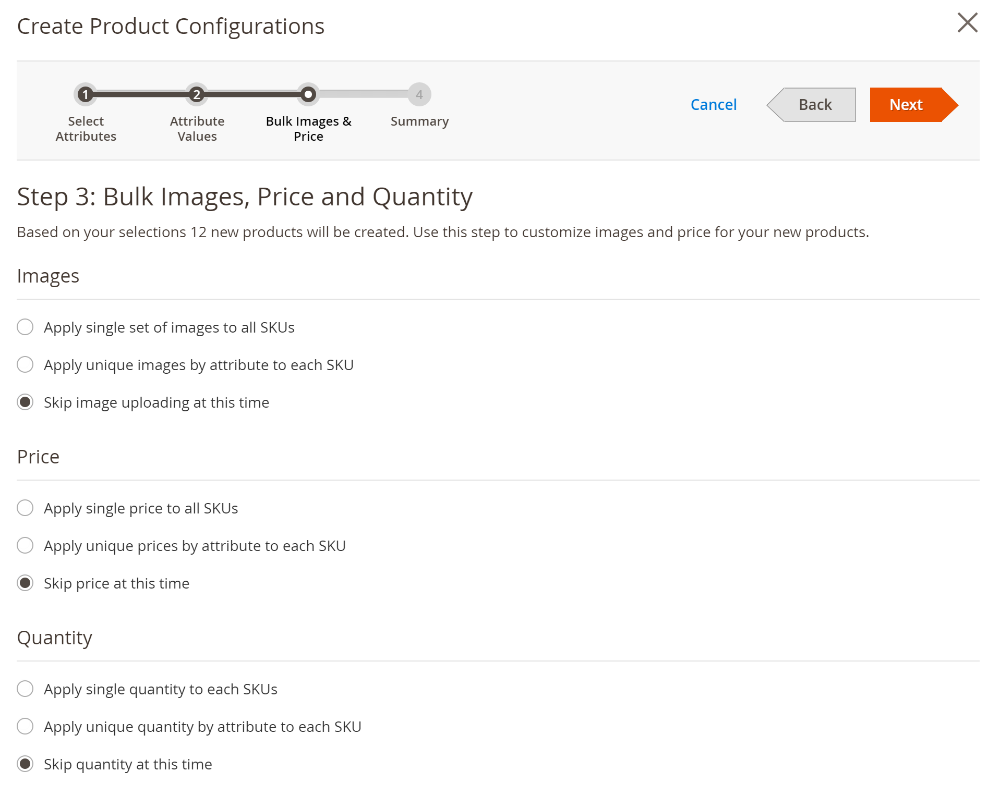 Create Product Configurations
1
2
4
Select
Attributes
Attribute
Values
Bulk Images &
Price
Summary
Cancel
Back
Next
Step 3: Bulk Images, Price and Quantity
Based on your selections 12 new products will be created. Use this step to customize images and price for your new products.
Images
Apply single set of images to all SKUs
Apply unique images by attribute to each SKU
Skip image uploading at this time
Price
Apply single price to all SKUs
Apply unique prices by attribute to each SKU
Skip price at this time
Quantity
Apply single quantity to each SKUs
Apply unique quantity by attribute to each SKU
Skip quantity at this time